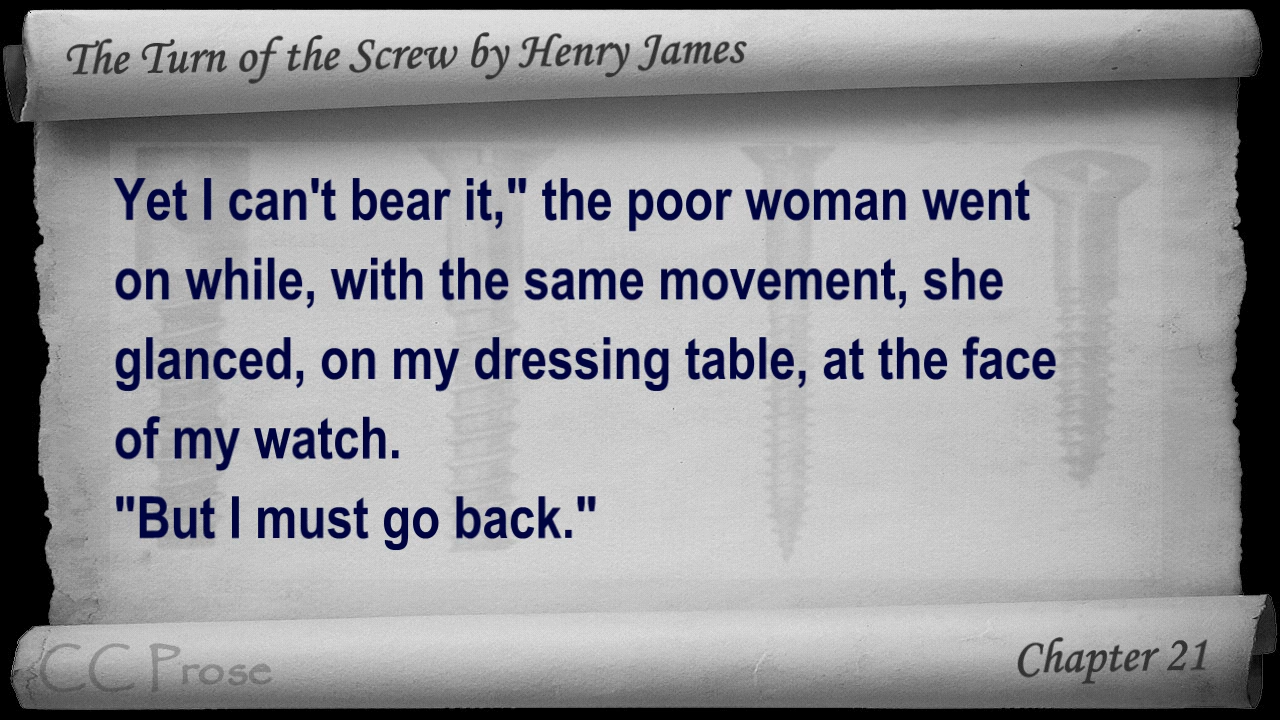 The Turn of the Screw by Henry James
Yet I can't bear it," the poor woman went
on while, with the same movement, she
glanced, on my dressing table, at the face
of my watch.
"But I must go back."
CC Prose
Chapter 21